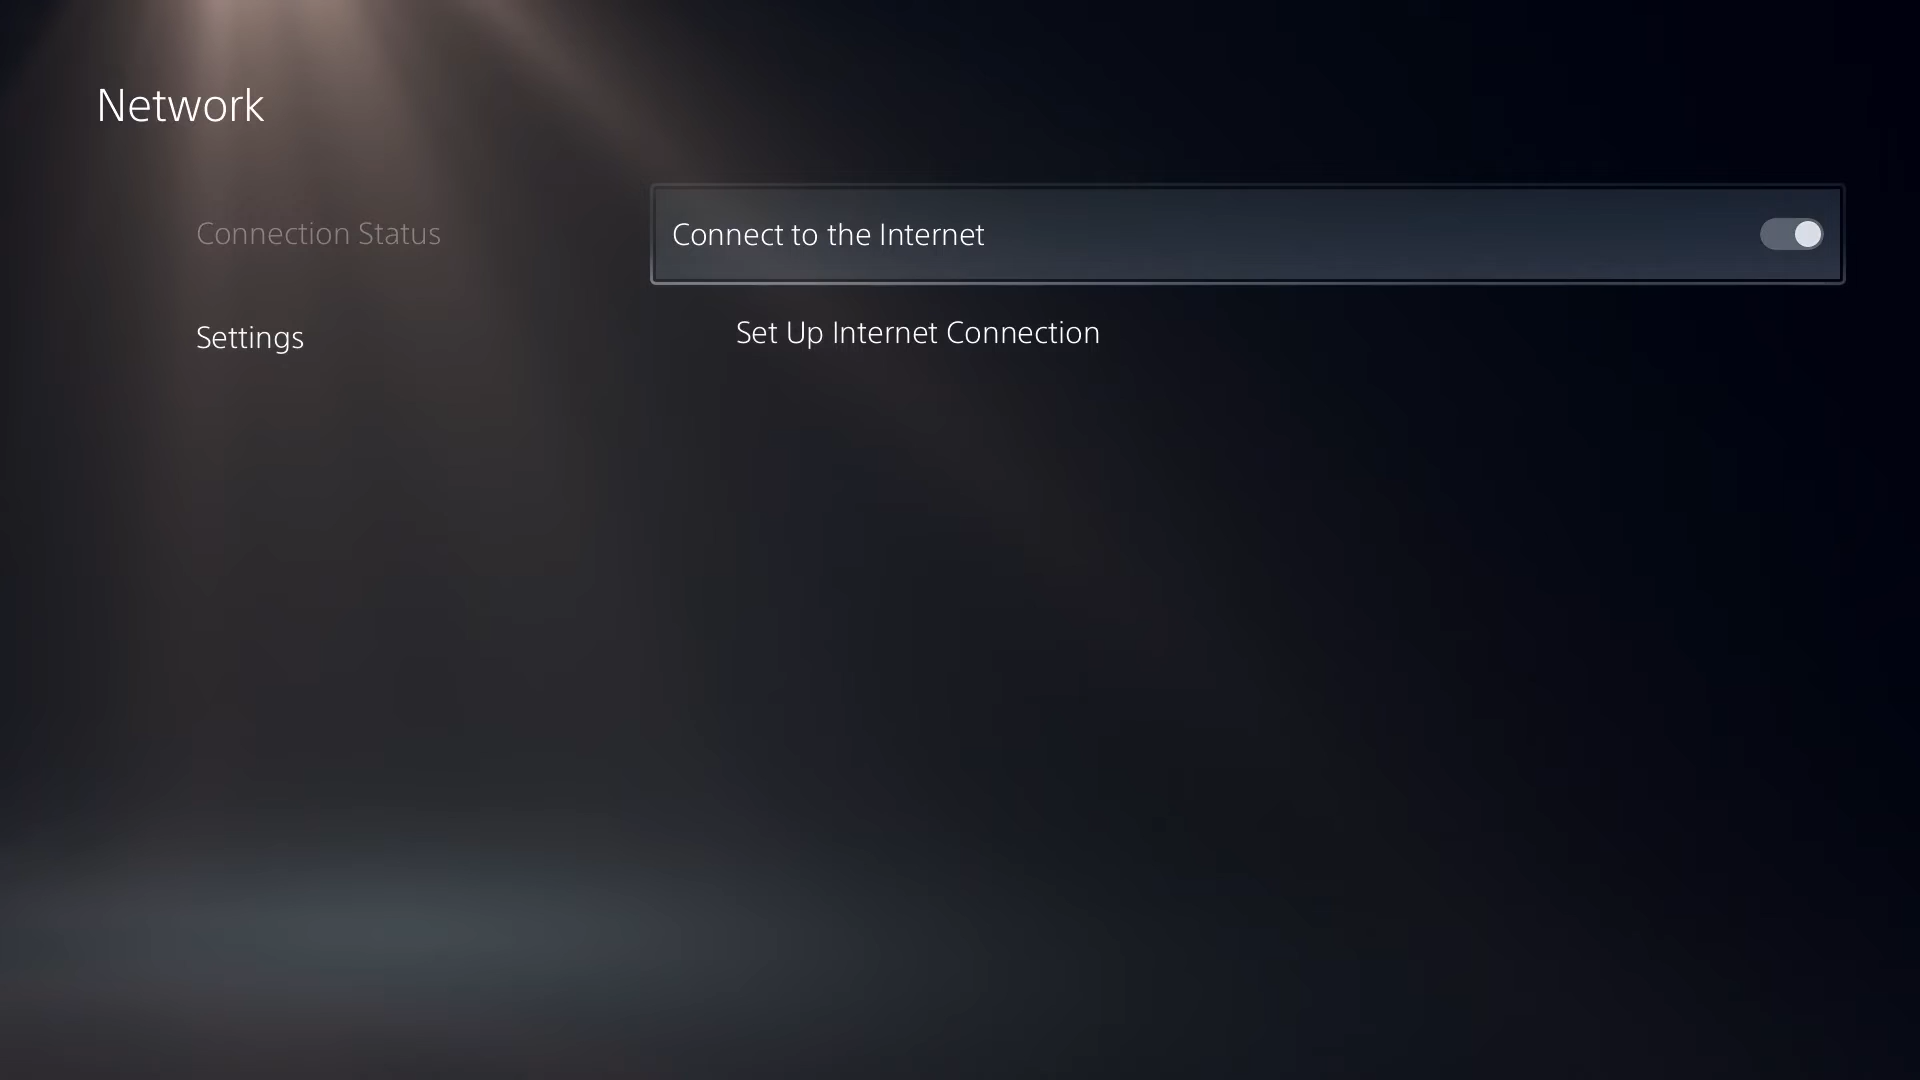 Network
Connection Status
Connect to the Internet
Settings
Set Up Internet Connection